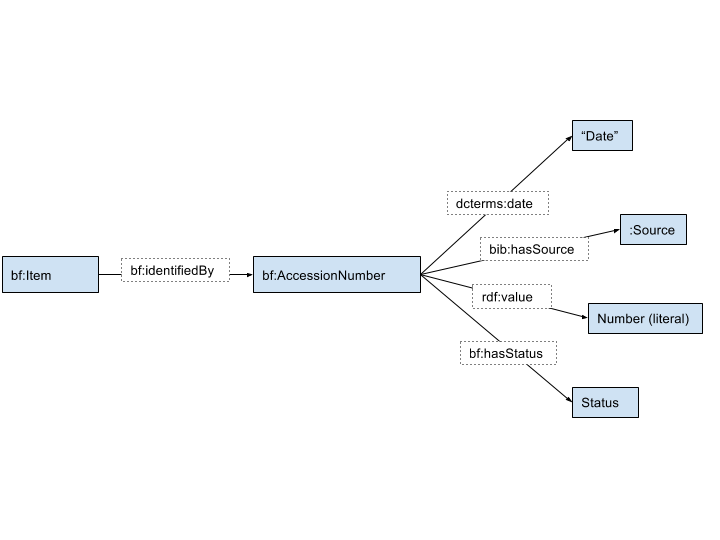 “Date”
dcterms:date
:Source
bib:hasSource
bf:Item
bf:identifiedBy
bf:AccessionNumber
rdf:value
Number (literal)
bf:hasStatus
Status